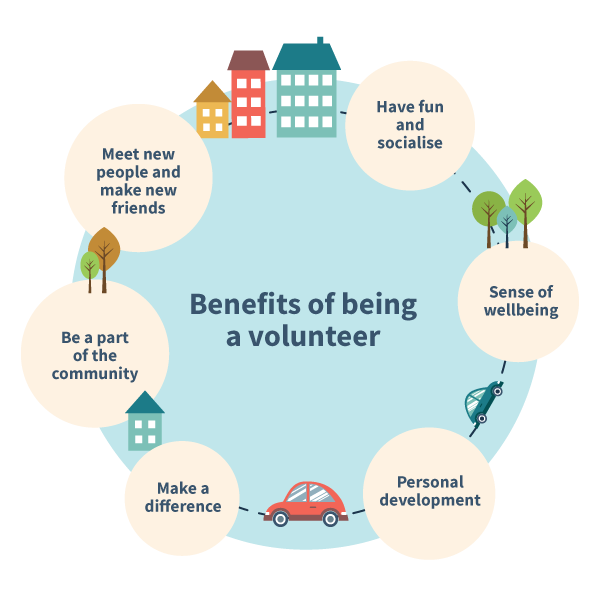 Benefits of being
a volunteer
Have fun
and
socialise
Sense of
wellbeing
Personal
development
Make a
difference
Be a part
of the
community
Meet new
people and
make new
friends